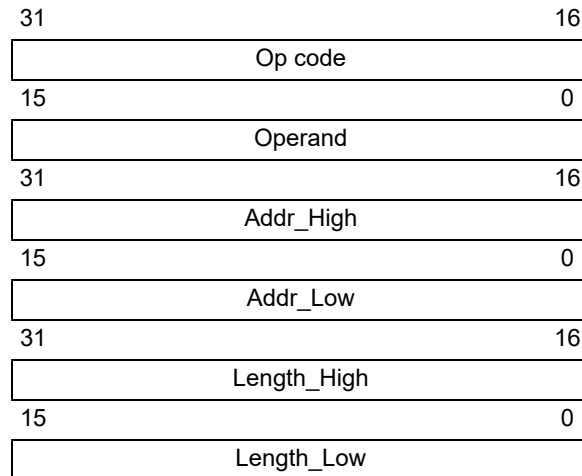 31 16
Op code
15 0
Operand
31 16
Addr_High
15 0
Addr_Low
31 16
Length_High
15 0
Length_Low